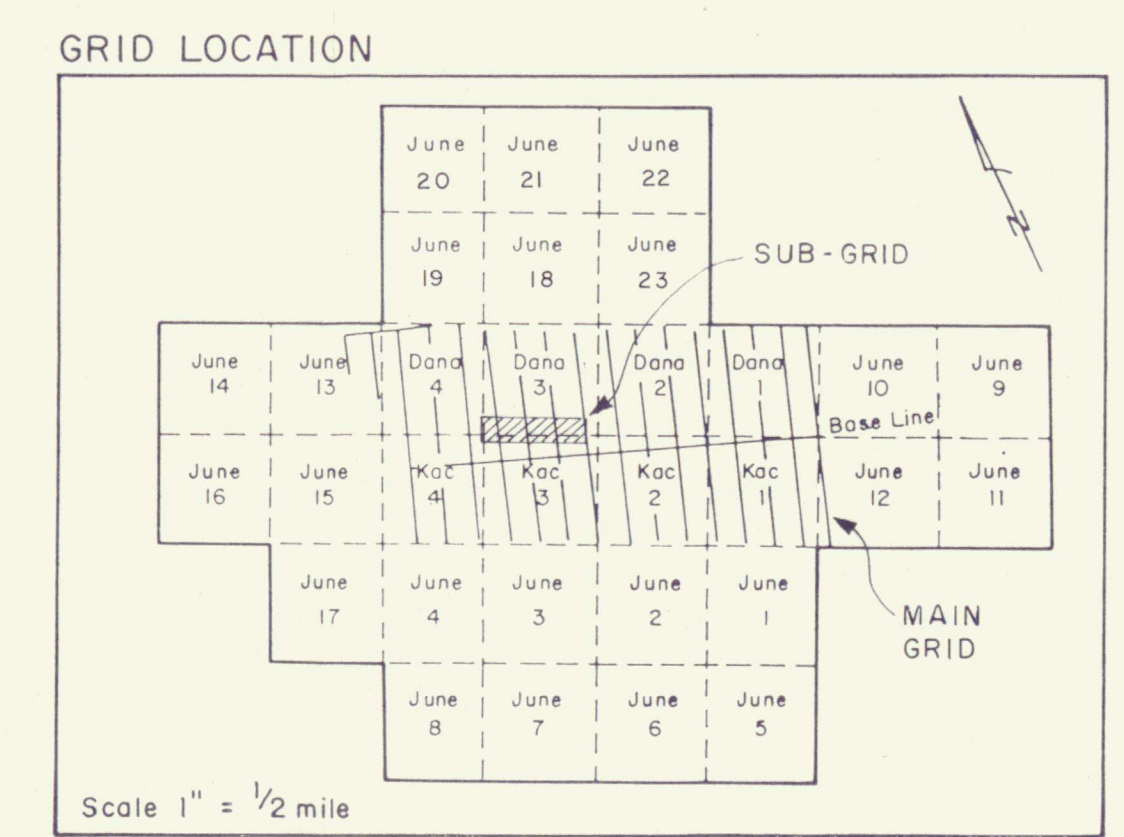 GRID LOCATION
June June June
20 21 22
June June June
19 18 23
SUB-GRID
N
June June Dana Dana Dana Dana June June
14 13 4 3 2 1 10 9
Base Line
June June Kac Kac Kac Kac June June
16 15 4 3 2 1 12 11
June June June June June
17 4 3 2 1
MAIN
GRID
June June June June
8 7 6 5
Scale 1" = 1/2 mile